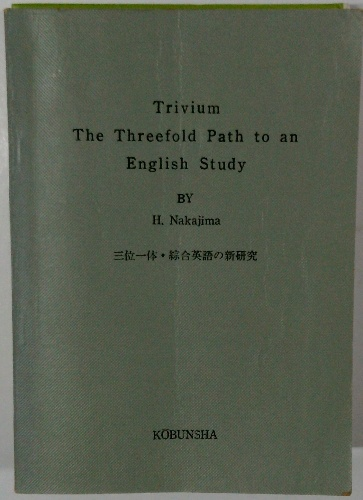 Trivium
The Threefold Path to an
English Study
BY
H. Nakajima
三位一体・綜合英語の新研究
KŌBUNSHA